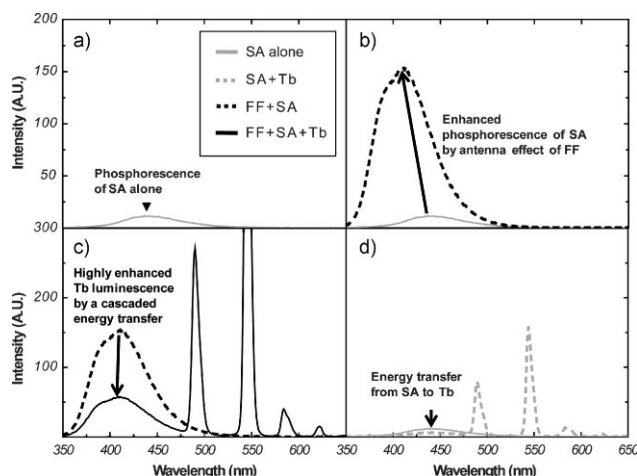 a)
SA alone
SA+Tb
FF+SA
FF+SA+Tb
Phosphorescence
of SA alone
b)
Enhanced
phosphorescence of SA
by antenna effect of FF
200
150
100
50
300
Intensity (A.U.)
Intensity (A.U.)
c)
Highly enhanced
Tb luminescence
by a cascaded
energy transfer
d)
Energy transfer
from SA to Tb
200
100
Intensity (A.U.)
350 400 450 500 550 600 350 400 450 500 550 600 650
Wavelength (nm) Wavelength (nm)